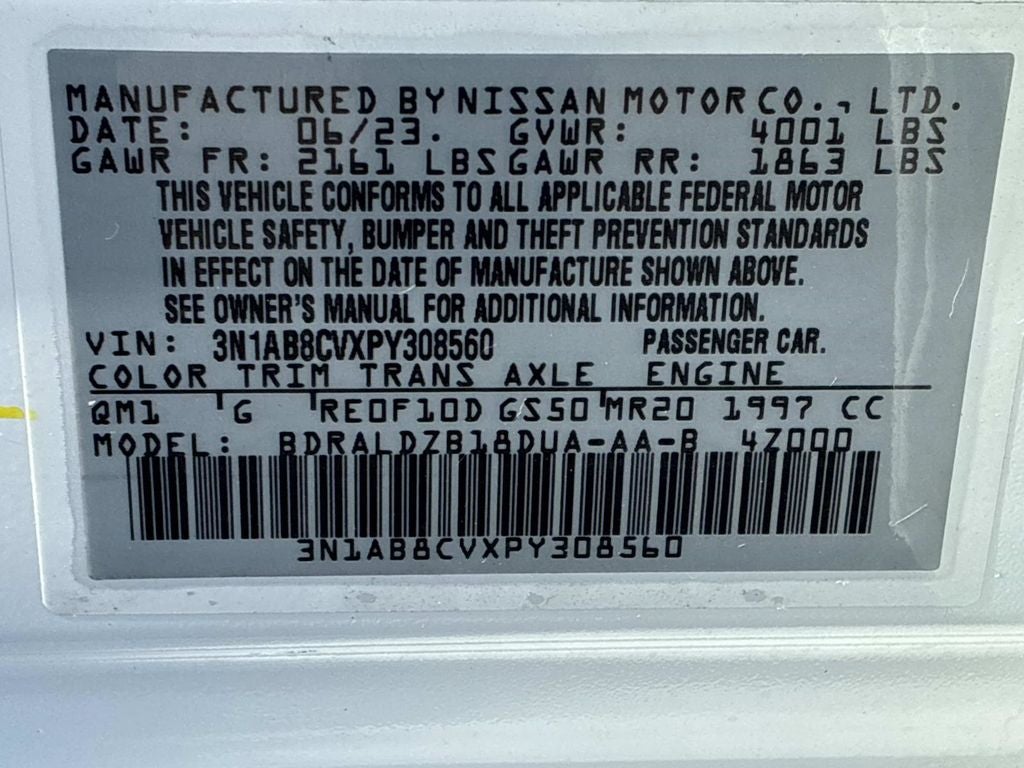 MANUFACTURED BY NISSAN MOTOR CO., LTD.
DATE: 06/23. GVWR: 4001 LBS
GAWR FR: 2161 LBS GAWR RR: 1863 LBS
THIS VEHICLE CONFORMS TO ALL APPLICABLE FEDERAL MOTOR
VEHICLE SAFETY, BUMPER AND THEFT PREVENTION STANDARDS
IN EFFECT ON THE DATE OF MANUFACTURE SHOWN ABOVE.
SEE OWNER'S MANUAL FOR ADDITIONAL INFORMATION.
VIN: 3N1AB8CVXPY308560 PASSENGER CAR.
COLOR TRIM TRANS AXLE ENGINE
QM1 G RE0F10D GS50 MR20 1997 CC
MODEL: BDRALDZB18DUA-AA-B 4Z000
3N1AB8CVXPY308560